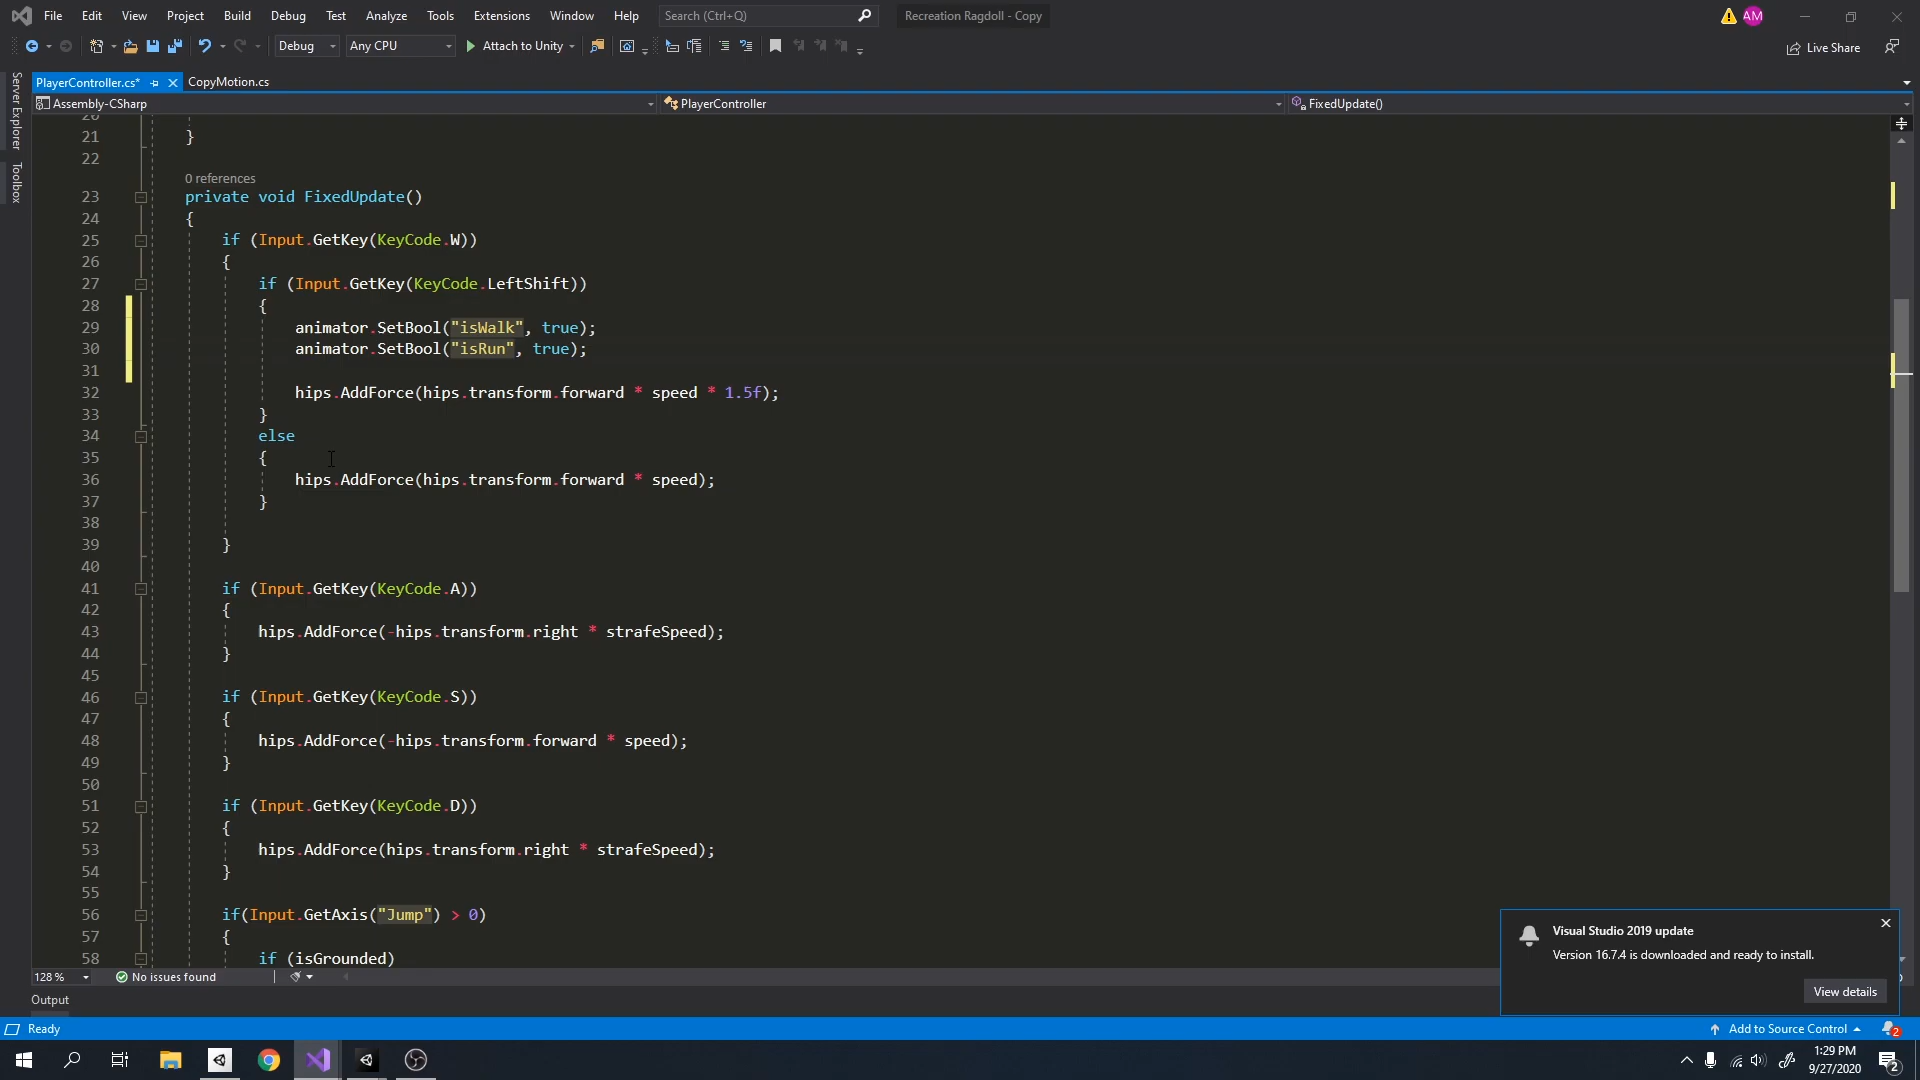 File Edit View Project Build Debug Test Analyze Tools Extensions Window Help Search (Ctrl+Q) Recreation Ragdoll - Copy AM
Debug Any CPU Attach to Unity Live Share
PlayerController.cs* CopyMotion.cs
Assembly-CSharp PlayerController FixedUpdate()
Server Explorer
Toolbox
20
21 }
22
0 references
23 private void FixedUpdate()
24 {
25 if (Input.GetKey(KeyCode.W))
26 {
27 if (Input.GetKey(KeyCode.LeftShift))
28 {
29 animator.SetBool("isWalk", true);
30 animator.SetBool("isRun", true);
31
32 hips.AddForce(hips.transform.forward * speed * 1.5f);
33 }
34 else
35 {
36 hips.AddForce(hips.transform.forward * speed);
37 }
38
39 }
40
41 if (Input.GetKey(KeyCode.A))
42 {
43 hips.AddForce(-hips.transform.right * strafeSpeed);
44 }
45
46 if (Input.GetKey(KeyCode.S))
47 {
48 hips.AddForce(-hips.transform.forward * speed);
49 }
50
51 if (Input.GetKey(KeyCode.D))
52 {
53 hips.AddForce(hips.transform.right * strafeSpeed);
54 }
55
56 if(Input.GetAxis("Jump") > 0)
57 {
58 if (isGrounded)
Visual Studio 2019 update
Version 16.7.4 is downloaded and ready to install.
View details
128 % No issues found
Output
Ready Add to Source Control 2
1:29 PM
9/27/2020 2